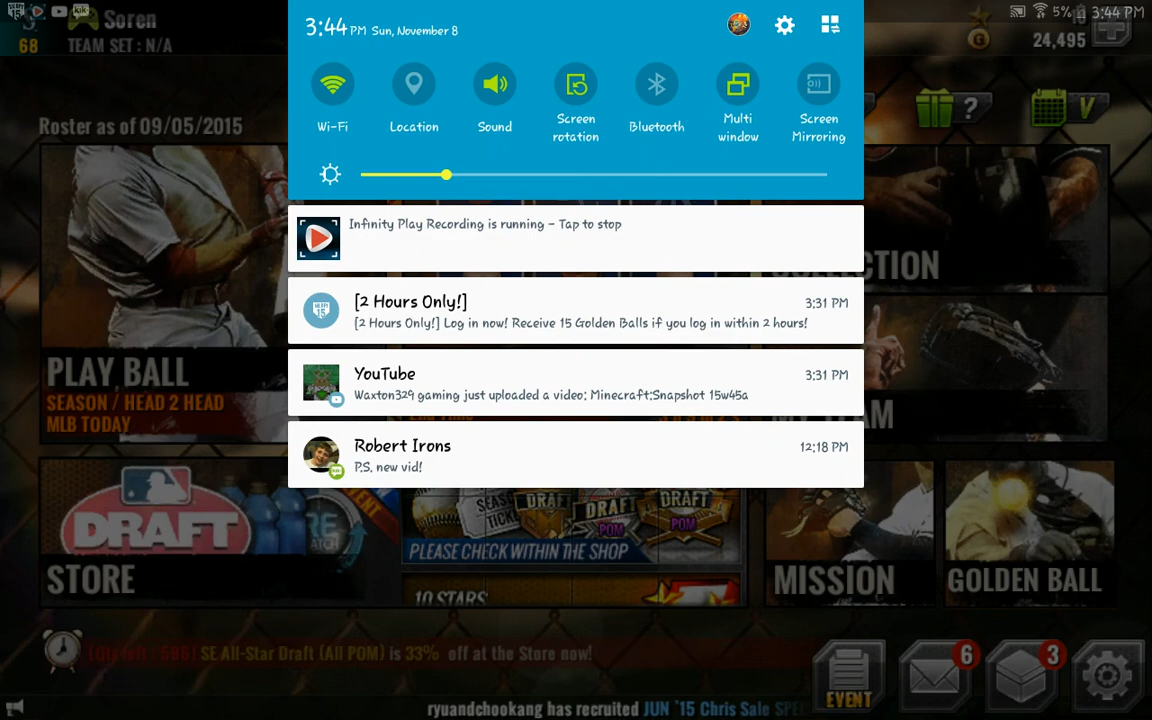 Soren
5%
3:44 PM
68
TEAM SET : N/A
3:44 PM Sun, November 8
24,495
Wi-Fi
Location
Sound
Screen rotation
Bluetooth
Multi window
Screen Mirroring
?
V
Roster as of 09/05/2015
Infinity Play Recording is running – Tap to stop
[2 Hours Only!]
3:31 PM
[2 Hours Only!] Log in now! Receive 15 Golden Balls if you log in within 2 hours!
YouTube
3:31 PM
Waxton329 gaming just uploaded a video: Minecraft:Snapshot 15w45a
Robert Irons
12:18 PM
P.S. new vid!
PLAY BALL
SEASON / HEAD 2 HEAD
MLB TODAY
DRAFT
STORE
DRAFT
DRAFT
POM
POM
PLEASE CHECK WITHIN THE SHOP
10 STARS
MISSION
GOLDEN BALL
SE All-Star Draft (All POM) is 33% off at the Store now!
EVENT
6
3
ryuandchookang has recruited JUN '15 Chris Sale